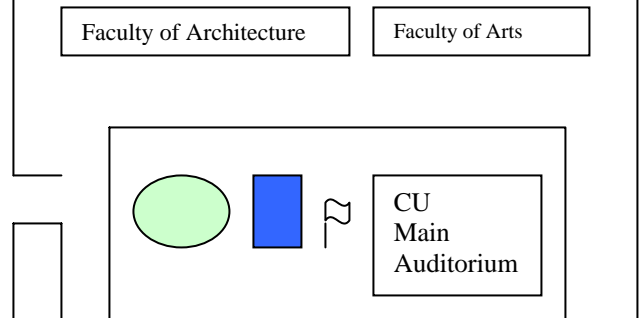 Faculty of Architecture
Faculty of Arts
CU
Main
Auditorium